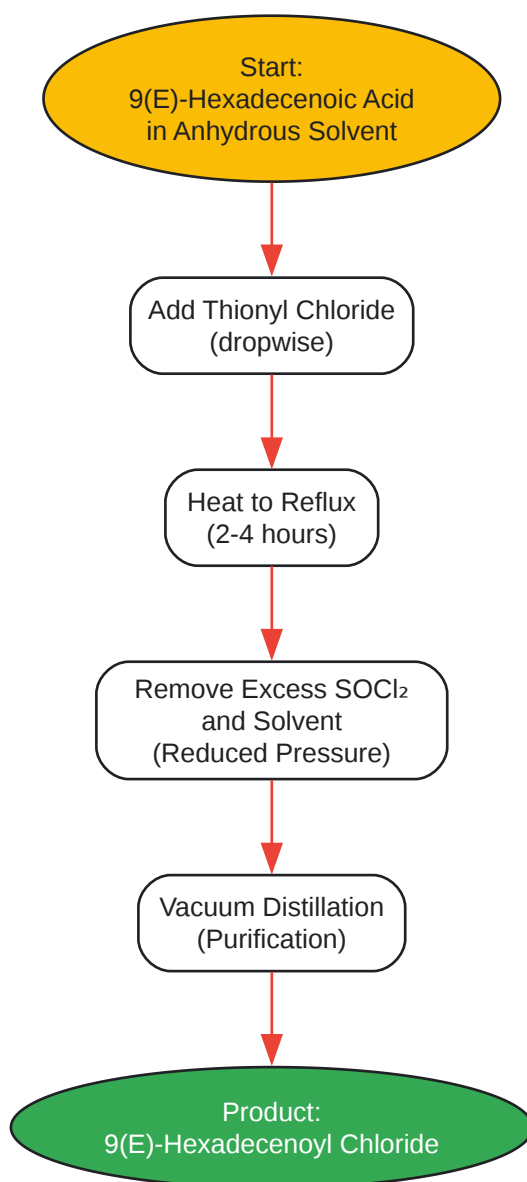 Start:
9(E)-Hexadecenoic Acid
in Anhydrous Solvent
Add Thionyl Chloride
(dropwise)
Heat to Reflux
(2-4 hours)
Remove Excess SOCl₂
and Solvent
(Reduced Pressure)
Vacuum Distillation
(Purification)
Product:
9(E)-Hexadecenoyl Chloride